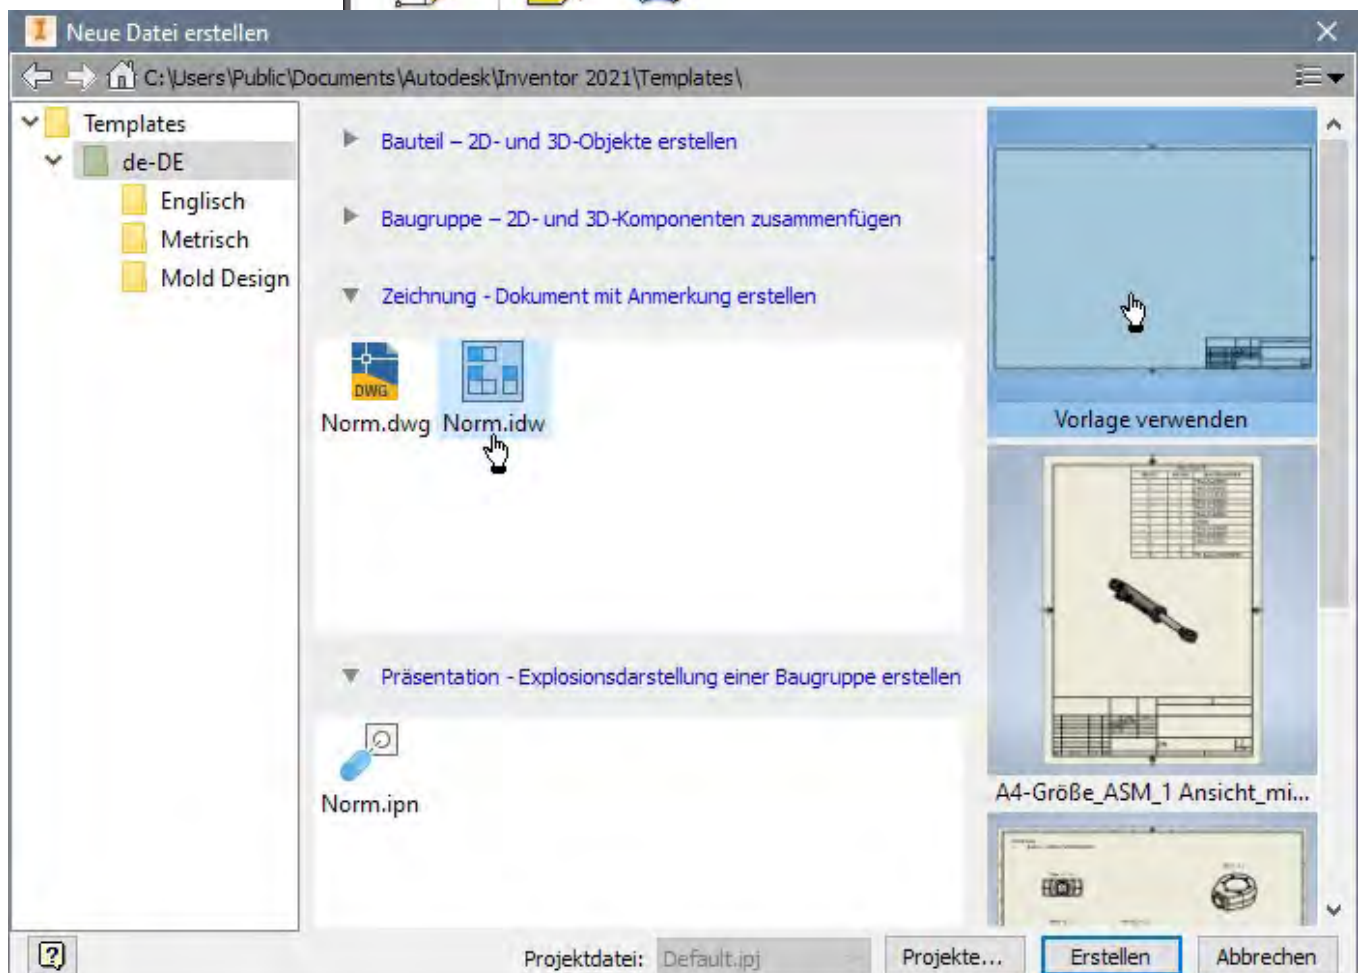 Neue Datei erstellen
C:\Users\Public\Documents\Autodesk\Inventor 2021\Templates\
Templates
de-DE
Englisch
Metrisch
Mold Design
Bauteil – 2D- und 3D-Objekte erstellen
Baugruppe – 2D- und 3D-Komponenten zusammenfügen
Zeichnung - Dokument mit Anmerkung erstellen
DWG
Norm.dwg
Norm.idw
Präsentation - Explosionsdarstellung einer Baugruppe erstellen
Norm.ipn
Vorlage verwenden
A4-Größe_ASM_1 Ansicht_mi...
Projektdatei:
Default.ipj
Projekte...
Erstellen
Abbrechen